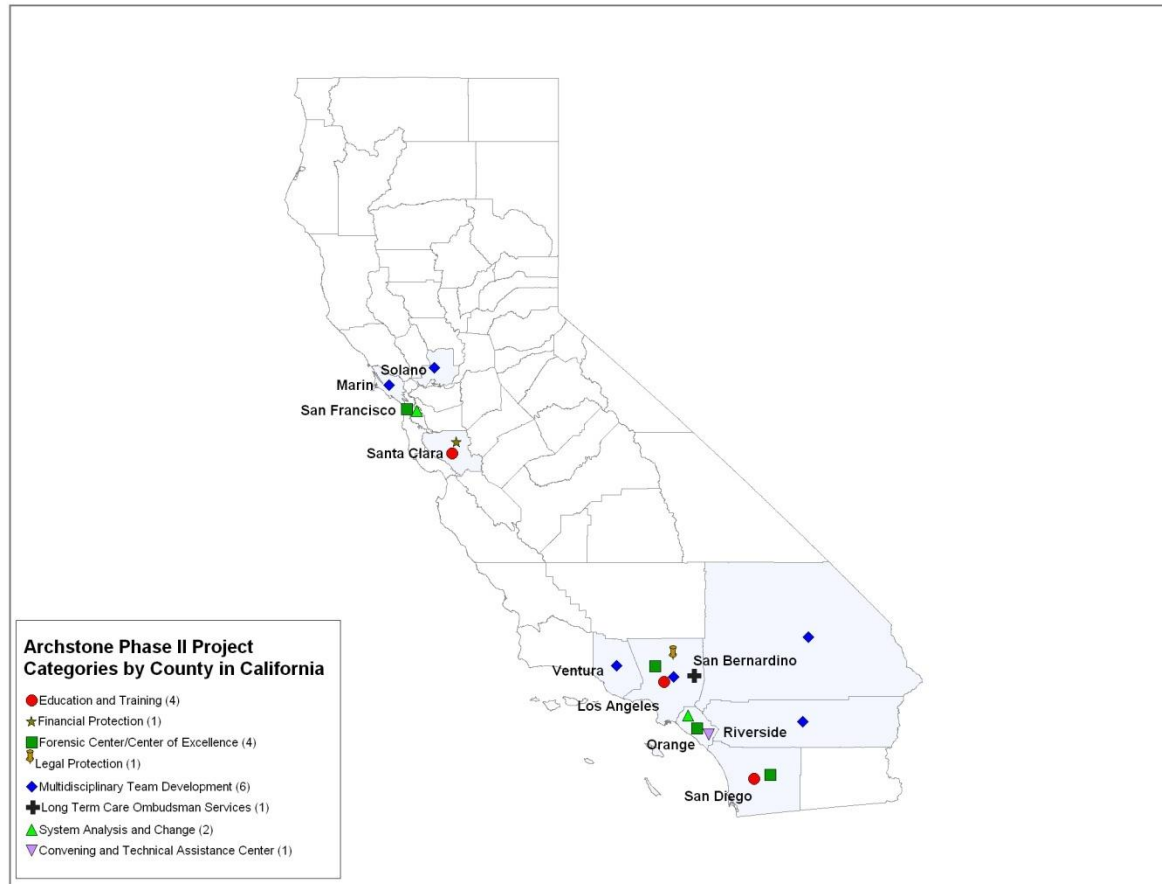 Solano
Marin
San Francisco
Santa Clara
Ventura
San Bernardino
Los Angeles
Orange
Riverside
San Diego
Archstone Phase II Project
Categories by County in California
Education and Training (4)
Financial Protection (1)
Forensic Center/Center of Excellence (4)
Legal Protection (1)
Multidisciplinary Team Development (6)
Long Term Care Ombudsman Services (1)
System Analysis and Change (2)
Convening and Technical Assistance Center (1)